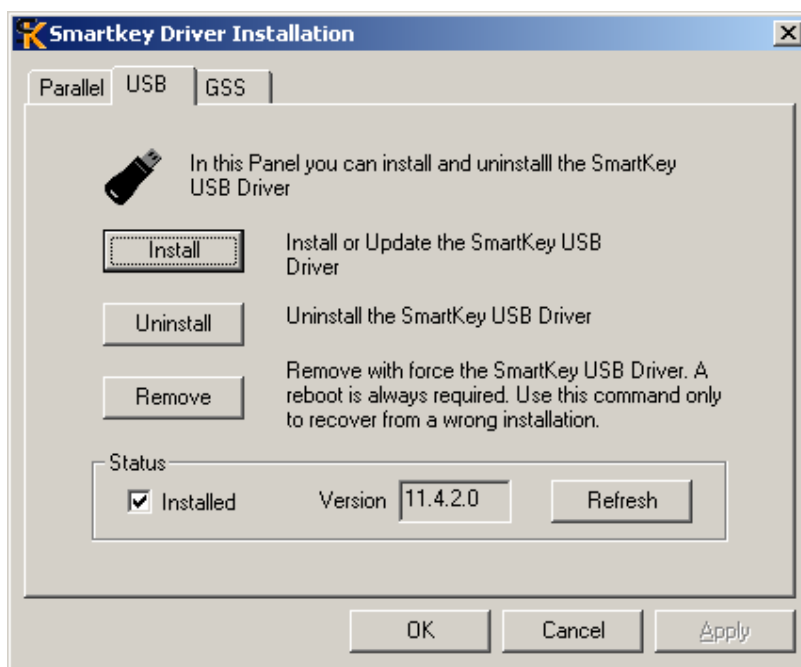 Smartkey Driver Installation
Parallel USB GSS
In this Panel you can install and uninstalll the SmartKey
USB Driver
Install
Install or Update the SmartKey USB
Driver
Uninstall
Uninstall the SmartKey USB Driver
Remove
Remove with force the SmartKey USB Driver. A
reboot is always required. Use this command only
to recover from a wrong installation.
Status
Installed Version 11.4.2.0 Refresh
OK Cancel Apply